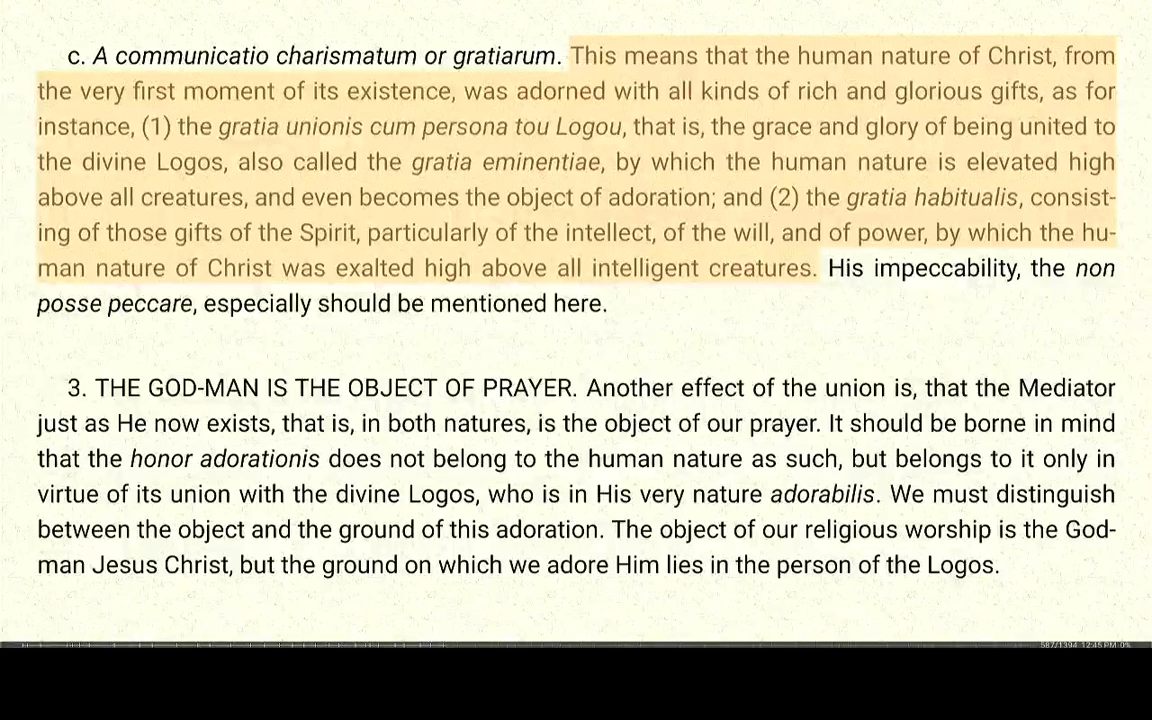 c. A communicatio charismatum or gratiarum. This means that the human nature of Christ, from
the very first moment of its existence, was adorned with all kinds of rich and glorious gifts, as for
instance, (1) the gratia unionis cum persona tou Logou, that is, the grace and glory of being united to
the divine Logos, also called the gratia eminentiae, by which the human nature is elevated high
above all creatures, and even becomes the object of adoration; and (2) the gratia habitualis, consist-
ing of those gifts of the Spirit, particularly of the intellect, of the will, and of power, by which the hu-
man nature of Christ was exalted high above all intelligent creatures. His impeccability, the non
posse peccare, especially should be mentioned here.
3. THE GOD-MAN IS THE OBJECT OF PRAYER. Another effect of the union is, that the Mediator
just as He now exists, that is, in both natures, is the object of our prayer. It should be borne in mind
that the honor adorationis does not belong to the human nature as such, but belongs to it only in
virtue of its union with the divine Logos, who is in His very nature adorabilis. We must distinguish
between the object and the ground of this adoration. The object of our religious worship is the God-
man Jesus Christ, but the ground on which we adore Him lies in the person of the Logos.
587/1394 12:45 PM 0%